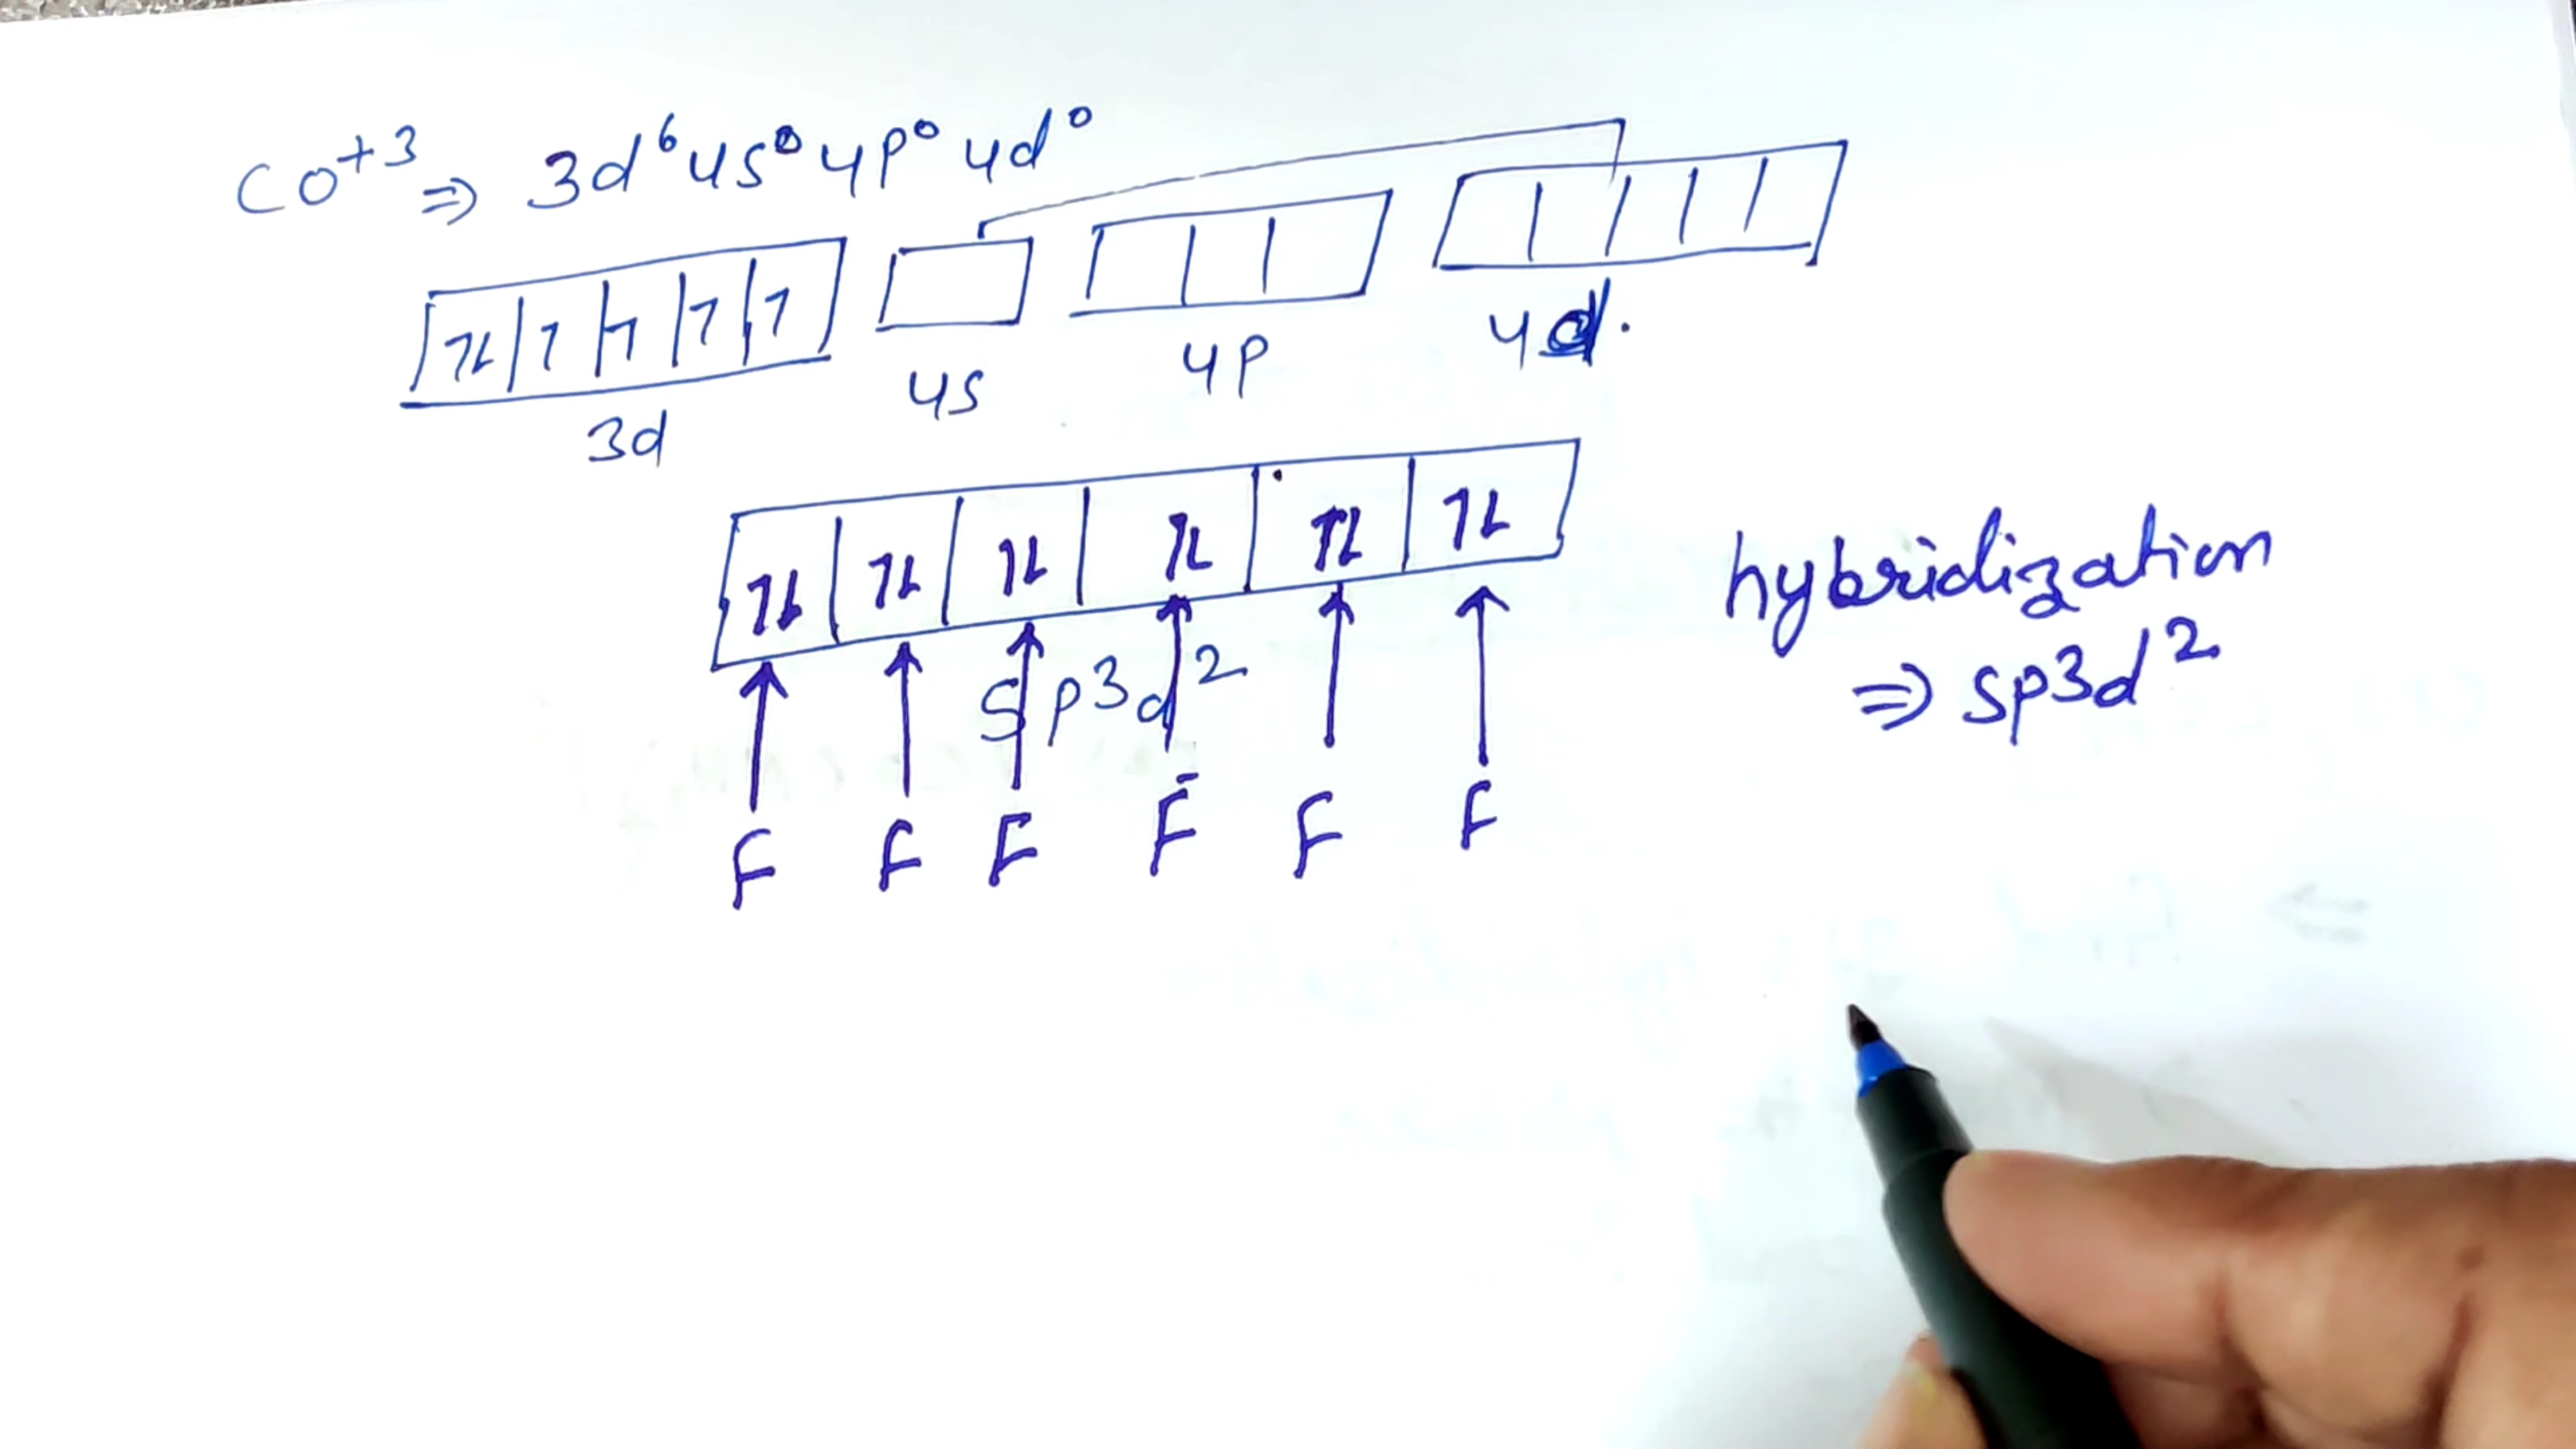 Co+3 ⇒ 3d⁶ 4s⁰ 4p⁰ 4d⁰
3d 4s 4p 4d.
sp3d²
F F F F F F
hybridization
⇒ sp3d²